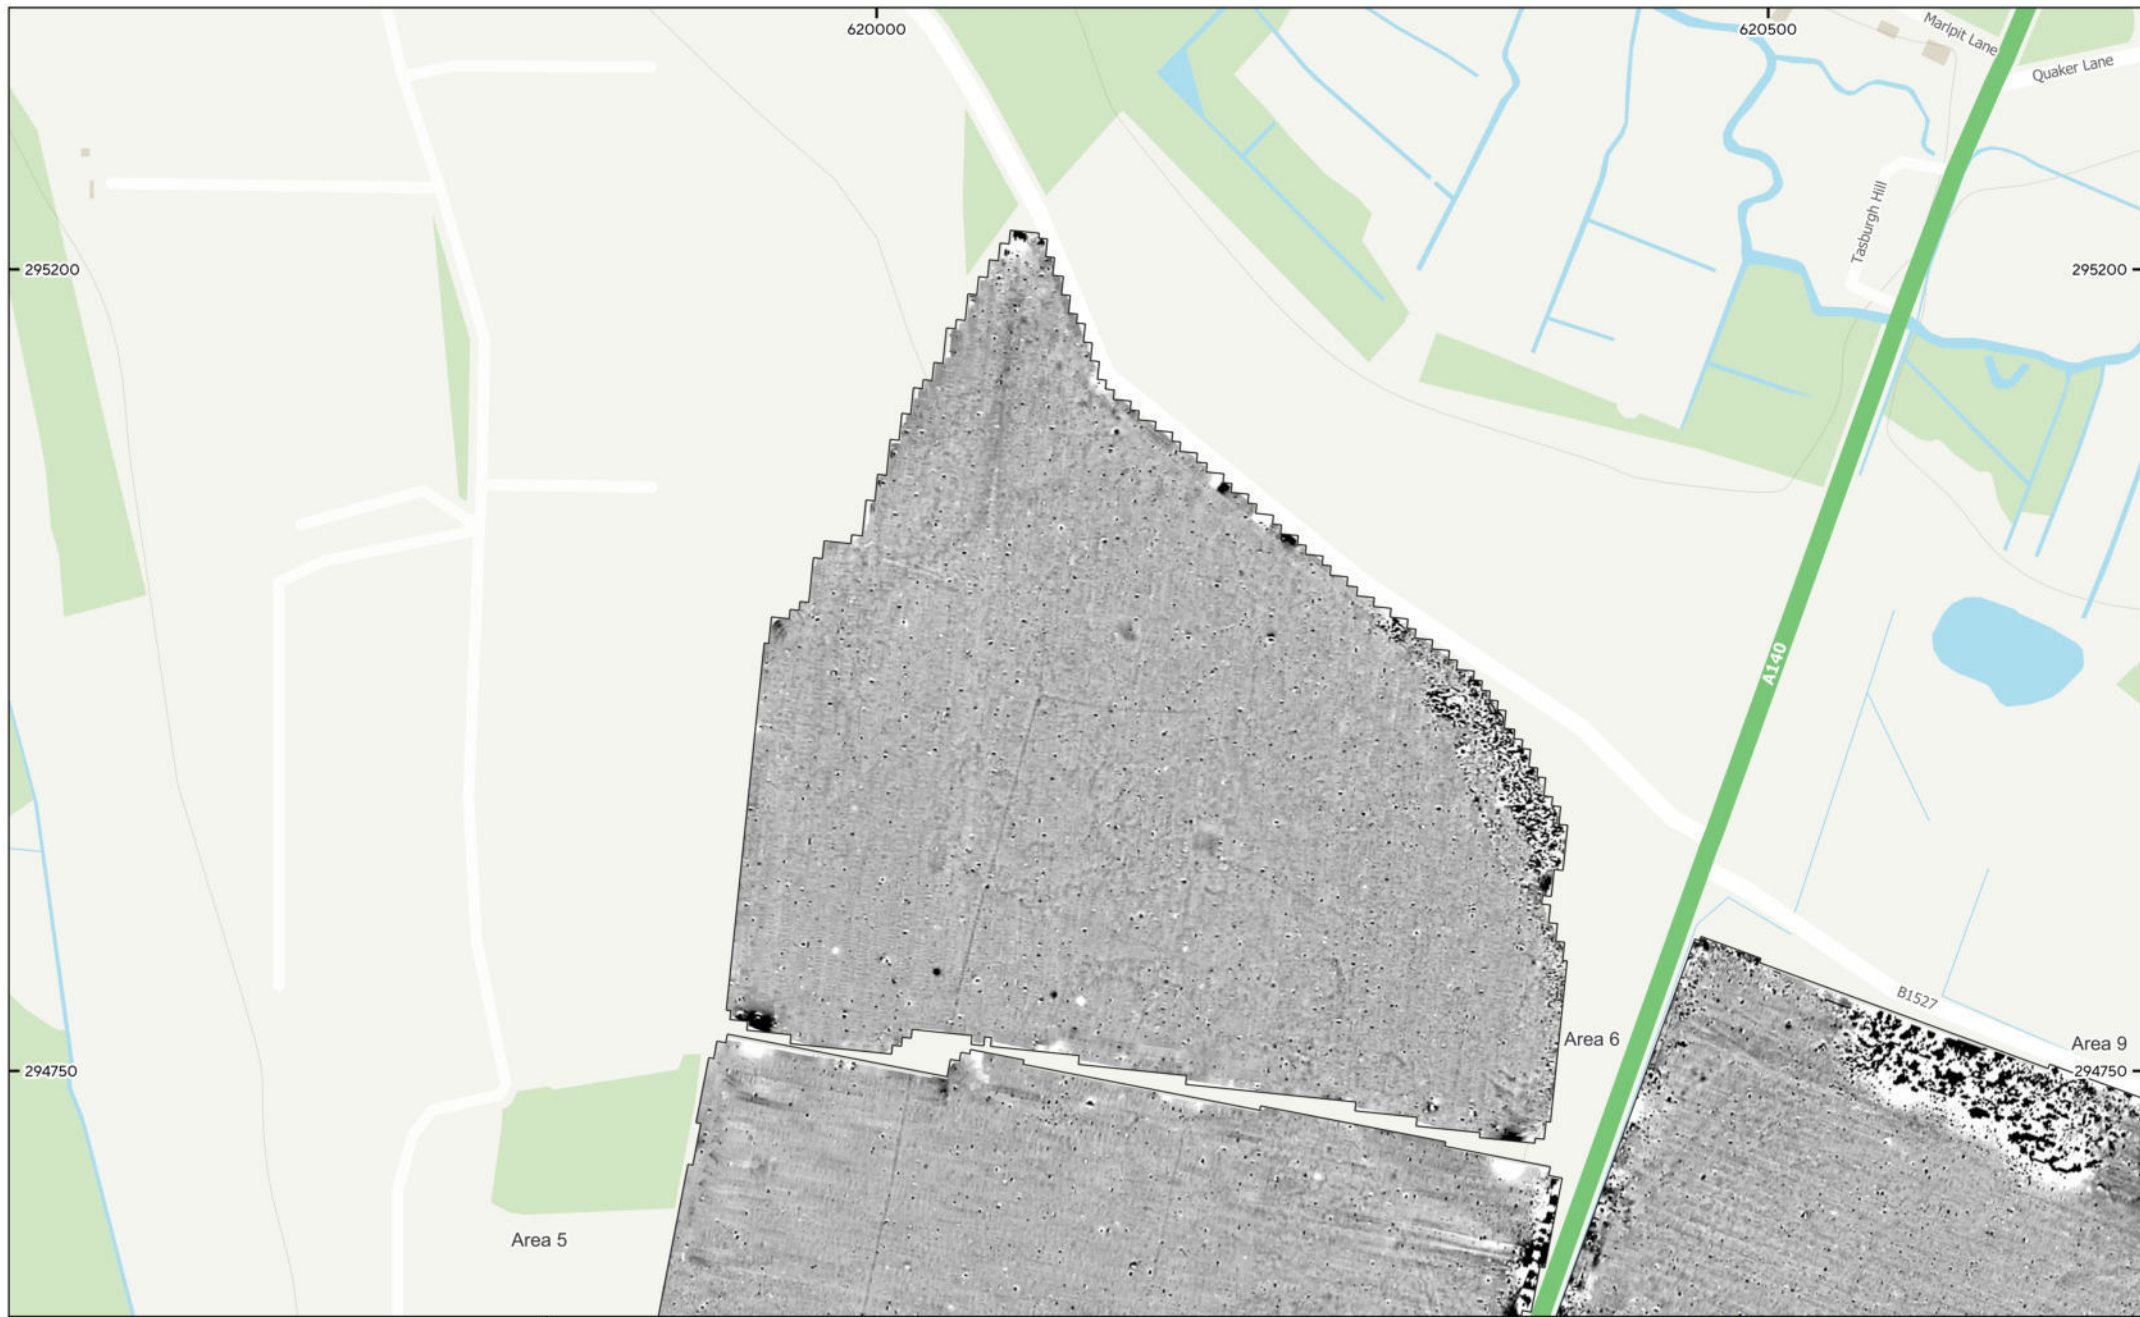 620000
620500
Marlpit Lane
Quaker Lane
Tasburgh Hill
295200
295200
A140
B1527
Area 6
Area 9
294750
294750
Area 5